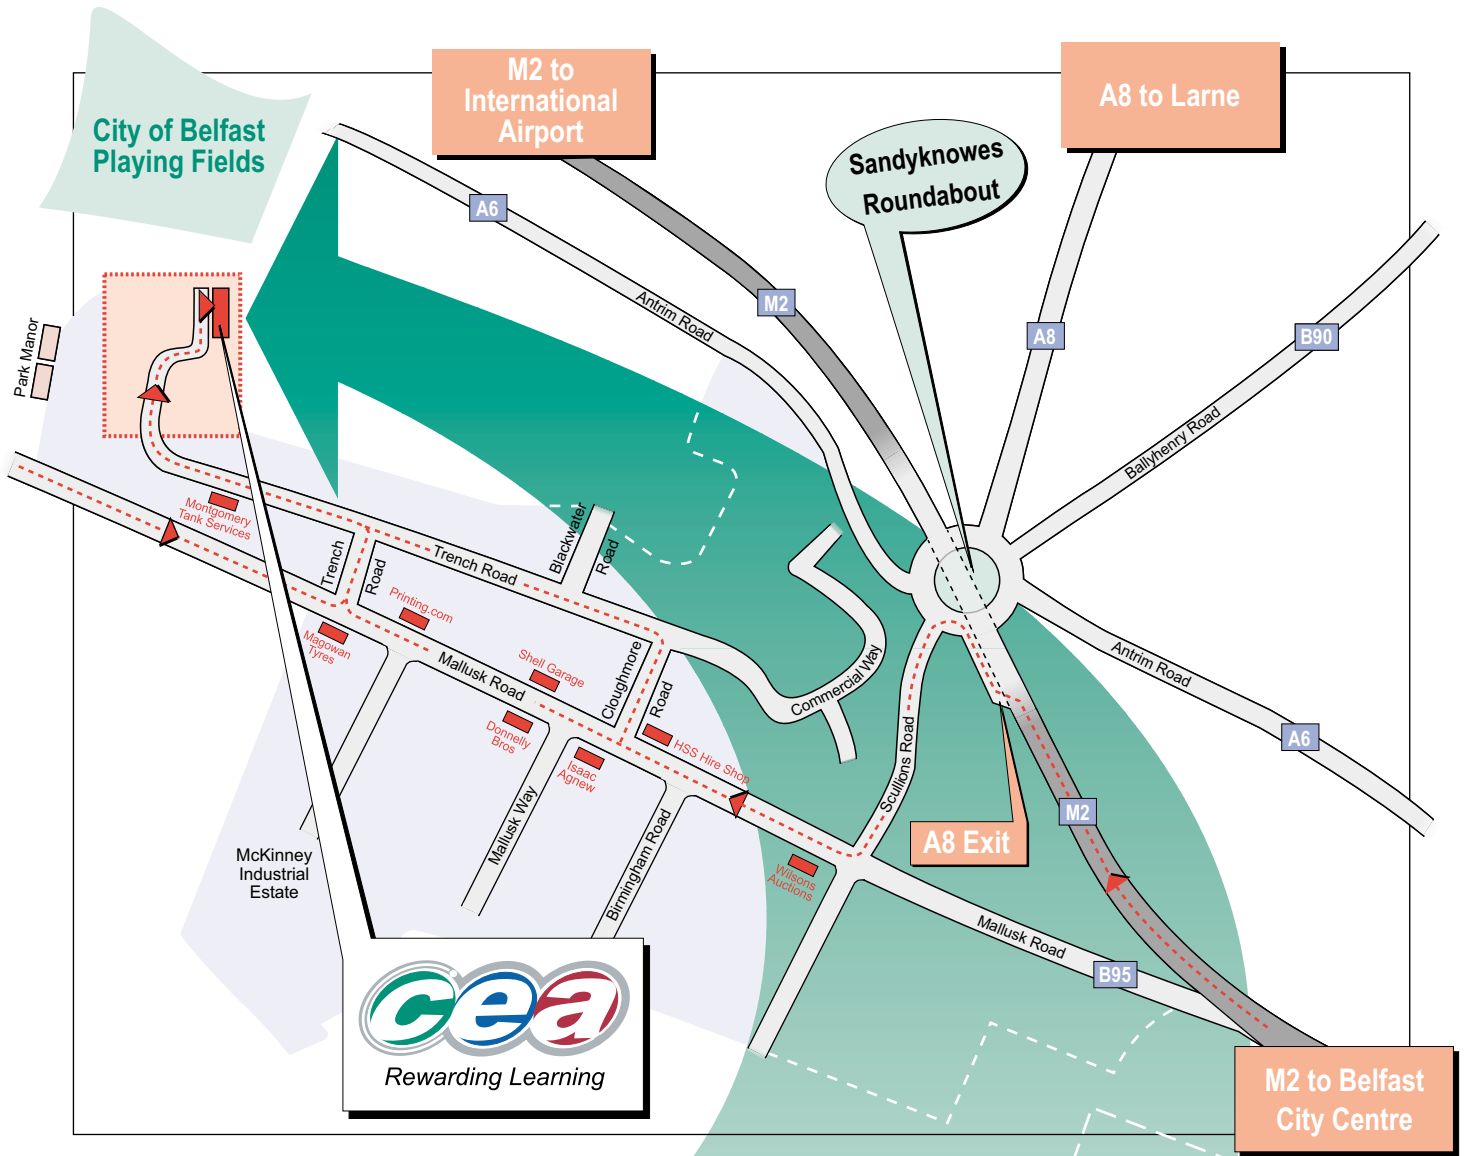 M2 to
International
Airport
A8 to Larne
City of Belfast
Playing Fields
Sandyknowes
Roundabout
A6
M2
Antrim Road
A8
B90
Park Manor
Ballyhenry Road
Montgomery
Tank Services
Trench
Road
Trench Road
Blackwater
Road
Printing.com
Magowan
Tyres
Mallusk Road
Shell Garage
Cloughmore
Road
Commercial Way
Antrim Road
Donnelly
Bros
HSS Hire Shop
Isaac
Agnew
Scullions Road
A6
M2
A8 Exit
Mallusk Way
Birmingham Road
McKinney
Industrial
Estate
Wilsons
Auctions
Mallusk Road
B95
cea
Rewarding Learning
M2 to Belfast
City Centre